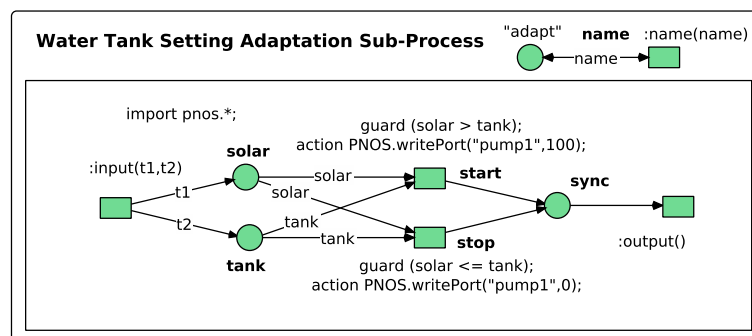 Water Tank Setting Adaptation Sub-Process
"adapt" name :name(name)
name
import pnos.*;
guard (solar > tank);
action PNOS.writePort("pump1",100);
solar
:input(t1,t2)
solar
start
t1
solar
sync
t2
tank
tank
stop
:output()
tank
guard (solar <= tank);
action PNOS.writePort("pump1",0);